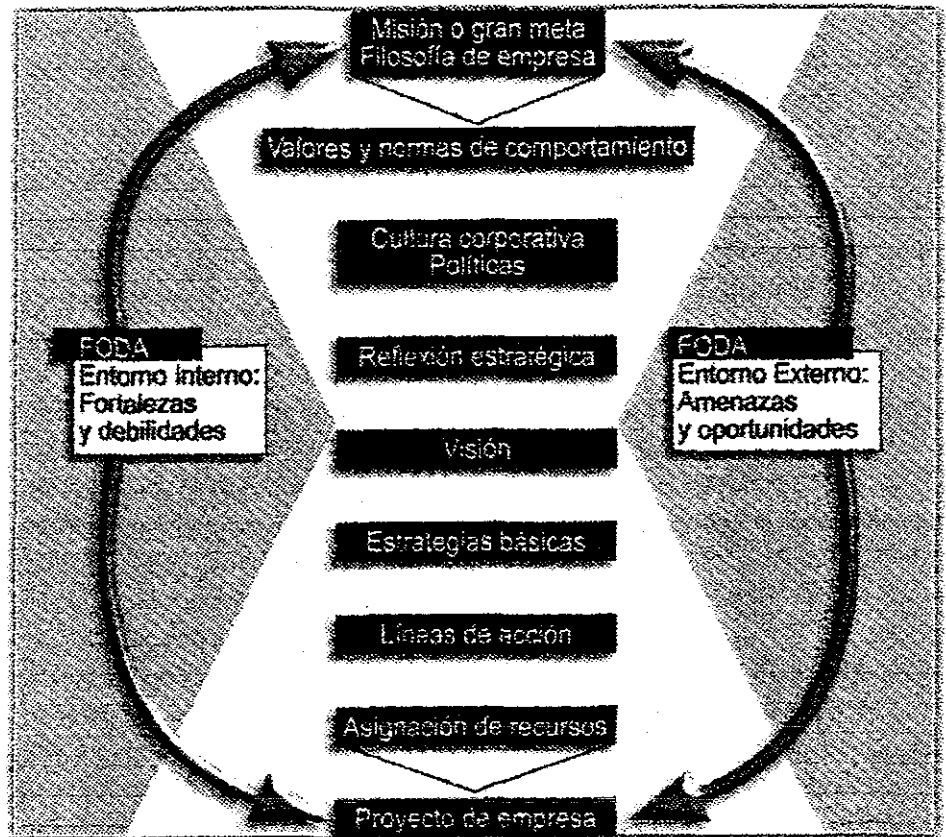 Misión o gran meta
Filosofía de empresa
Valores y normas de comportamiento
Cultura corporativa
Políticas
Reflexión estratégica
FODA
Entorno interno:
Fortalezas
y debilidades
FODA
Entorno Externo:
Amenazas
y oportunidades
Visión
Estrategias básicas
Líneas de acción
Asignación de recursos
Proyecto de empresa